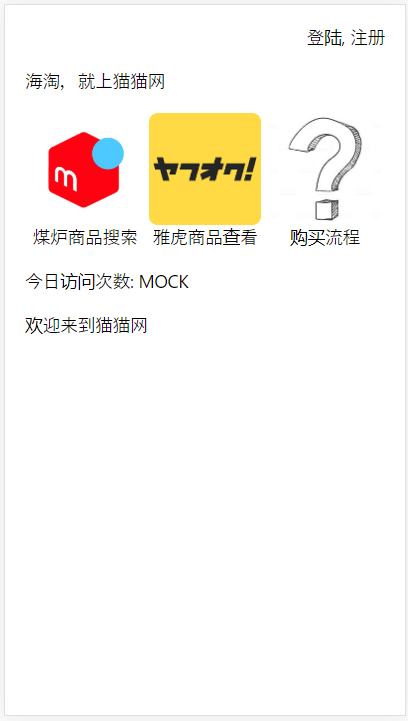 登陆, 注册
海淘，就上猫猫网
m
ヤフオク!
煤炉商品搜索 雅虎商品查看 购买流程
今日访问次数: MOCK
欢迎来到猫猫网